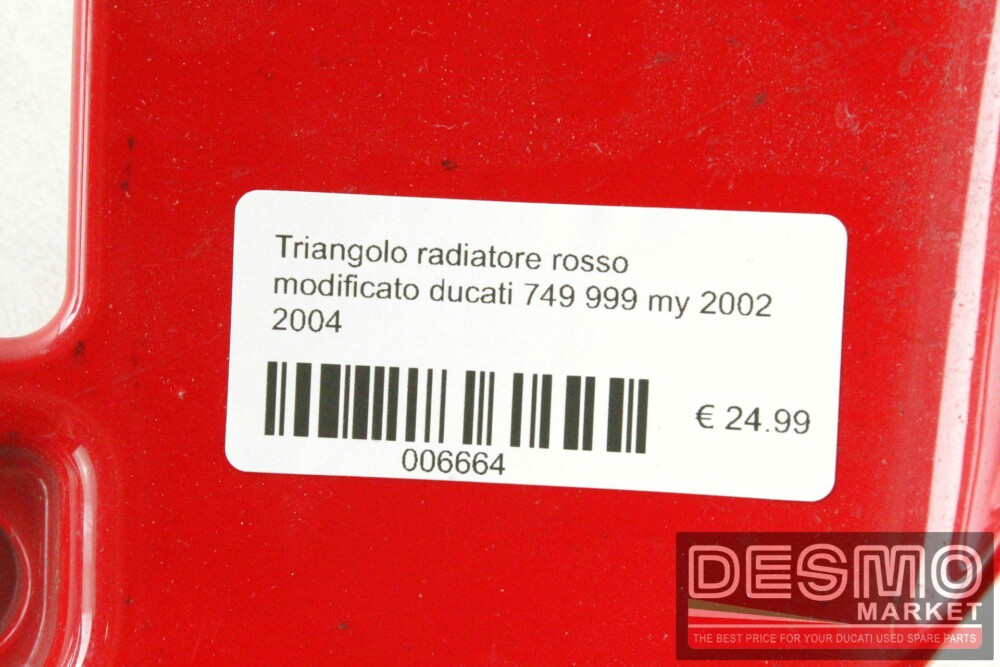 Triangolo radiatore rosso
modificato ducati 749 999 my 2002
2004
€ 24.99
006664
DESMO
MARKET
THE BEST PRICE FOR YOUR DUCATI USED SPARE PARTS